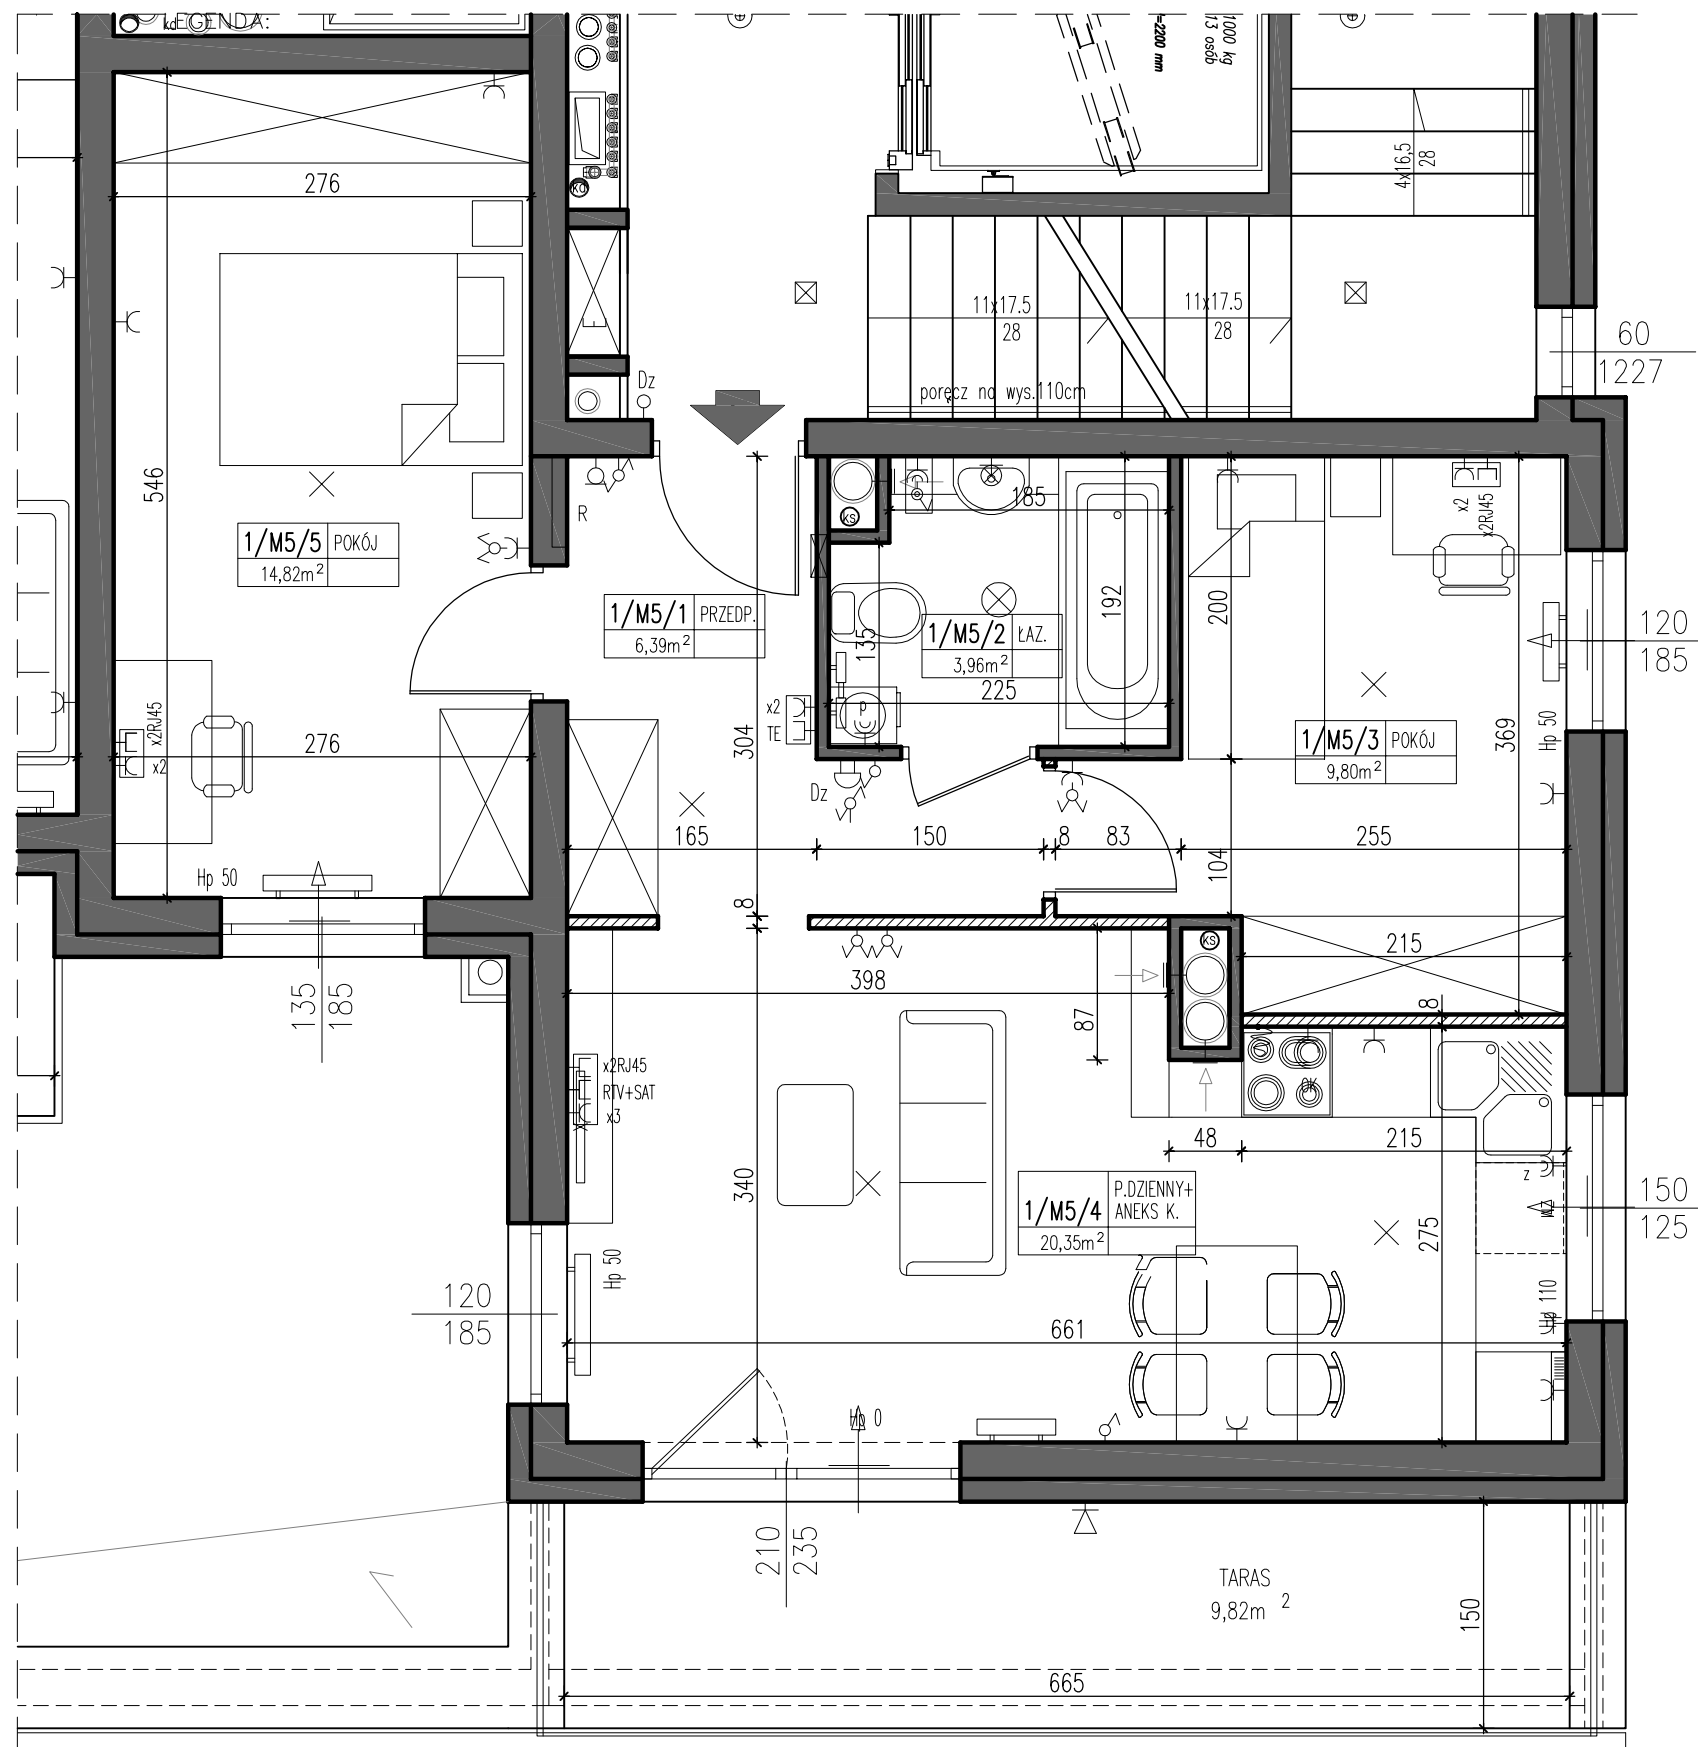 kd
LEGENDA:
1000 kg
13 osób
=2200 mm
4x16,5
28
276
kd
11x17.5
28
11x17.5
28
60
1227
Dz
poręcz na wys.110cm
546
R
ks
185
x2
x2RJ45
1/M5/5 POKÓJ
14,82m²
1/M5/1 PRZEDP.
6,39m²
135
1/M5/2 ŁAZ.
3,96m²
192
200
120
185
225
x2RJ45
x2
276
x2
TE
p
304
1/M5/3 POKÓJ
9,80m²
369
Hp 50
Dz
165
150
8
83
255
104
Hp 50
8
ks
215
135
185
398
87
8
x2RJ45
RTV+SAT
x3
48
215
z
340
1/M5/4 P.DZIENNY+
ANEKS K.
20,35m²
275
150
125
Hp 50
120
185
Hp 110
661
Hp 0
210
235
TARAS
9,82m 2
150
665